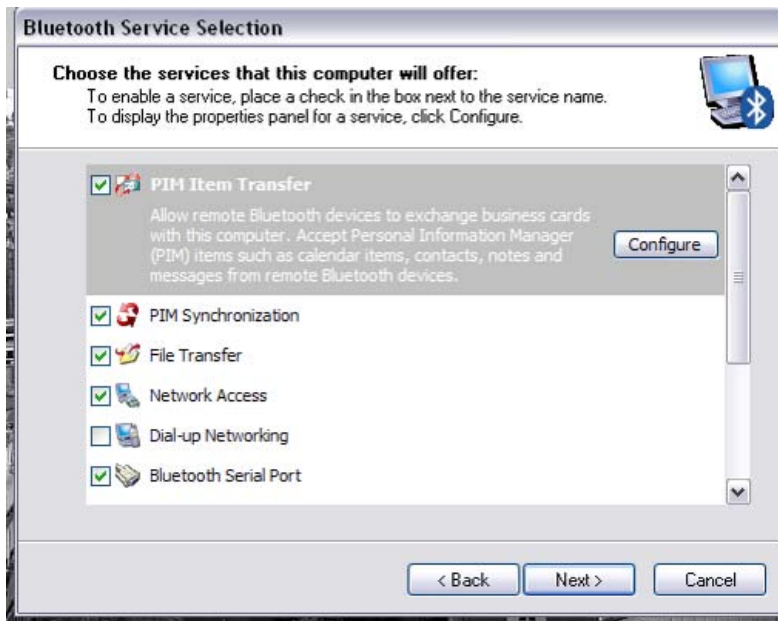 Bluetooth Service Selection
Choose the services that this computer will offer:
To enable a service, place a check in the box next to the service name.
To display the properties panel for a service, click Configure.
PIM Item Transfer
Allow remote Bluetooth devices to exchange business cards
with this computer. Accept Personal Information Manager
(PIM) items such as calendar items, contacts, notes and
messages from remote Bluetooth devices.
Configure
PIM Synchronization
File Transfer
Network Access
Dial-up Networking
Bluetooth Serial Port
< Back Next > Cancel